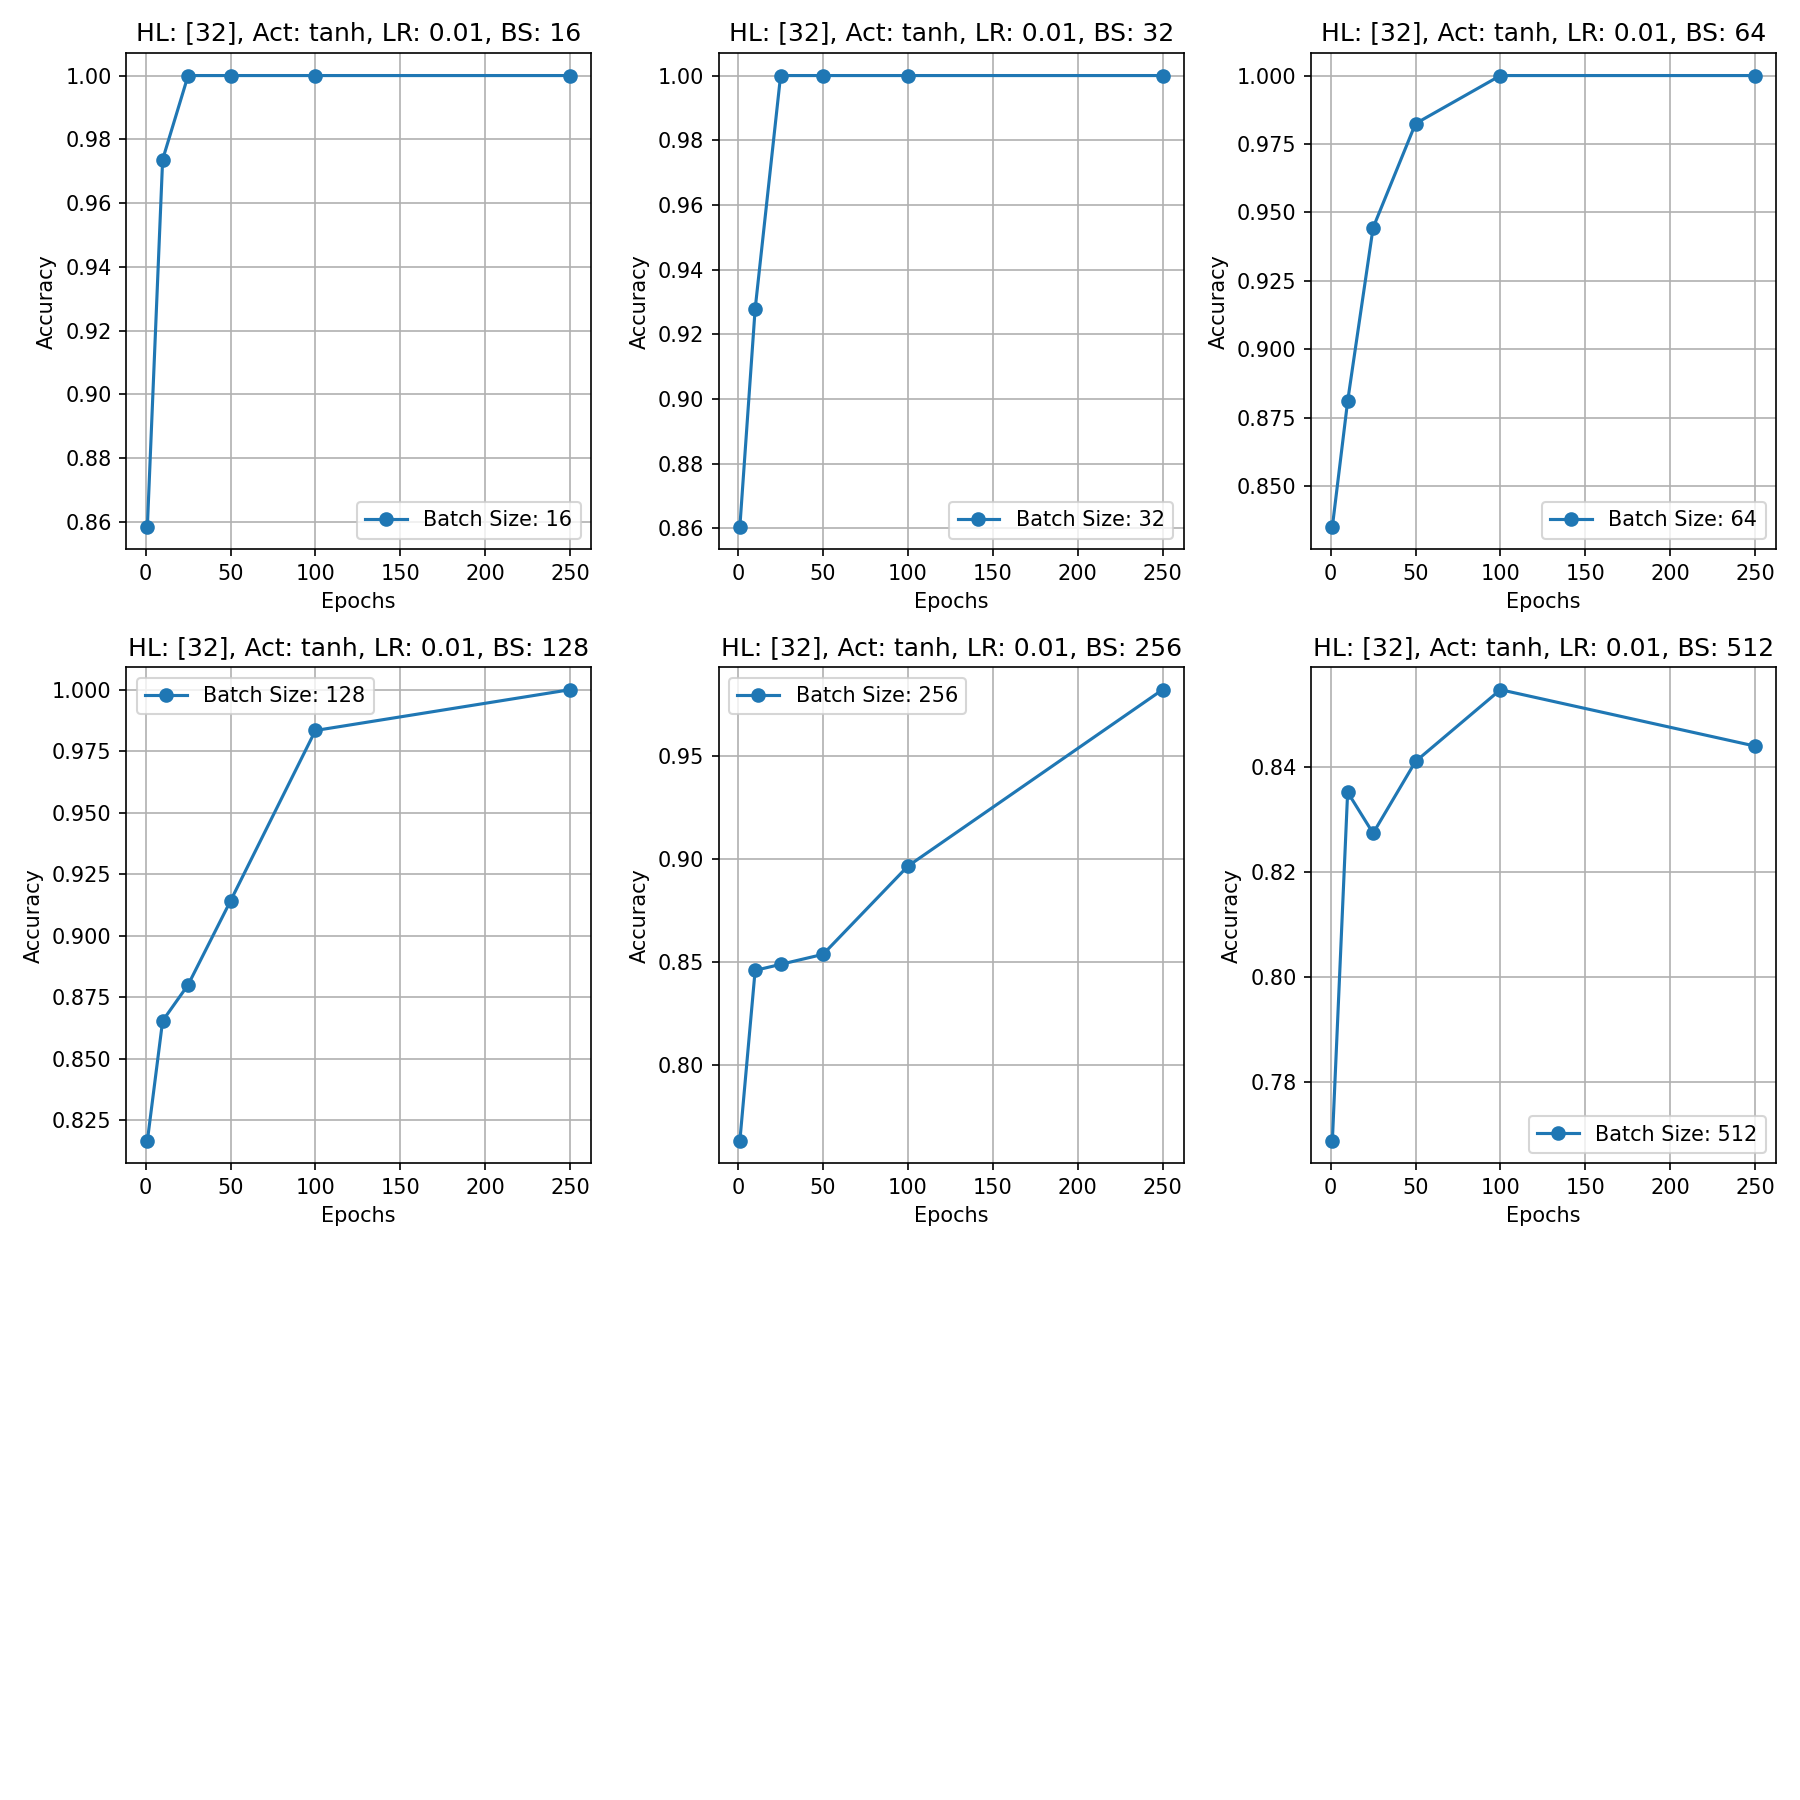 HL: [32], Act: tanh, LR: 0.01, BS: 16
1.00
0.98
0.96
0.94
0.92
0.90
0.88
0.86
Accuracy
Batch Size: 16
0 50 100 150 200 250
Epochs
HL: [32], Act: tanh, LR: 0.01, BS: 32
1.00
0.98
0.96
0.94
0.92
0.90
0.88
0.86
Accuracy
Batch Size: 32
0 50 100 150 200 250
Epochs
HL: [32], Act: tanh, LR: 0.01, BS: 64
1.000
0.975
0.950
0.925
0.900
0.875
0.850
Accuracy
Batch Size: 64
0 50 100 150 200 250
Epochs
HL: [32], Act: tanh, LR: 0.01, BS: 128
Batch Size: 128
1.000
0.975
0.950
0.925
0.900
0.875
0.850
0.825
Accuracy
0 50 100 150 200 250
Epochs
HL: [32], Act: tanh, LR: 0.01, BS: 256
Batch Size: 256
0.95
0.90
0.85
0.80
Accuracy
0 50 100 150 200 250
Epochs
HL: [32], Act: tanh, LR: 0.01, BS: 512
0.84
0.82
0.80
0.78
Accuracy
Batch Size: 512
0 50 100 150 200 250
Epochs